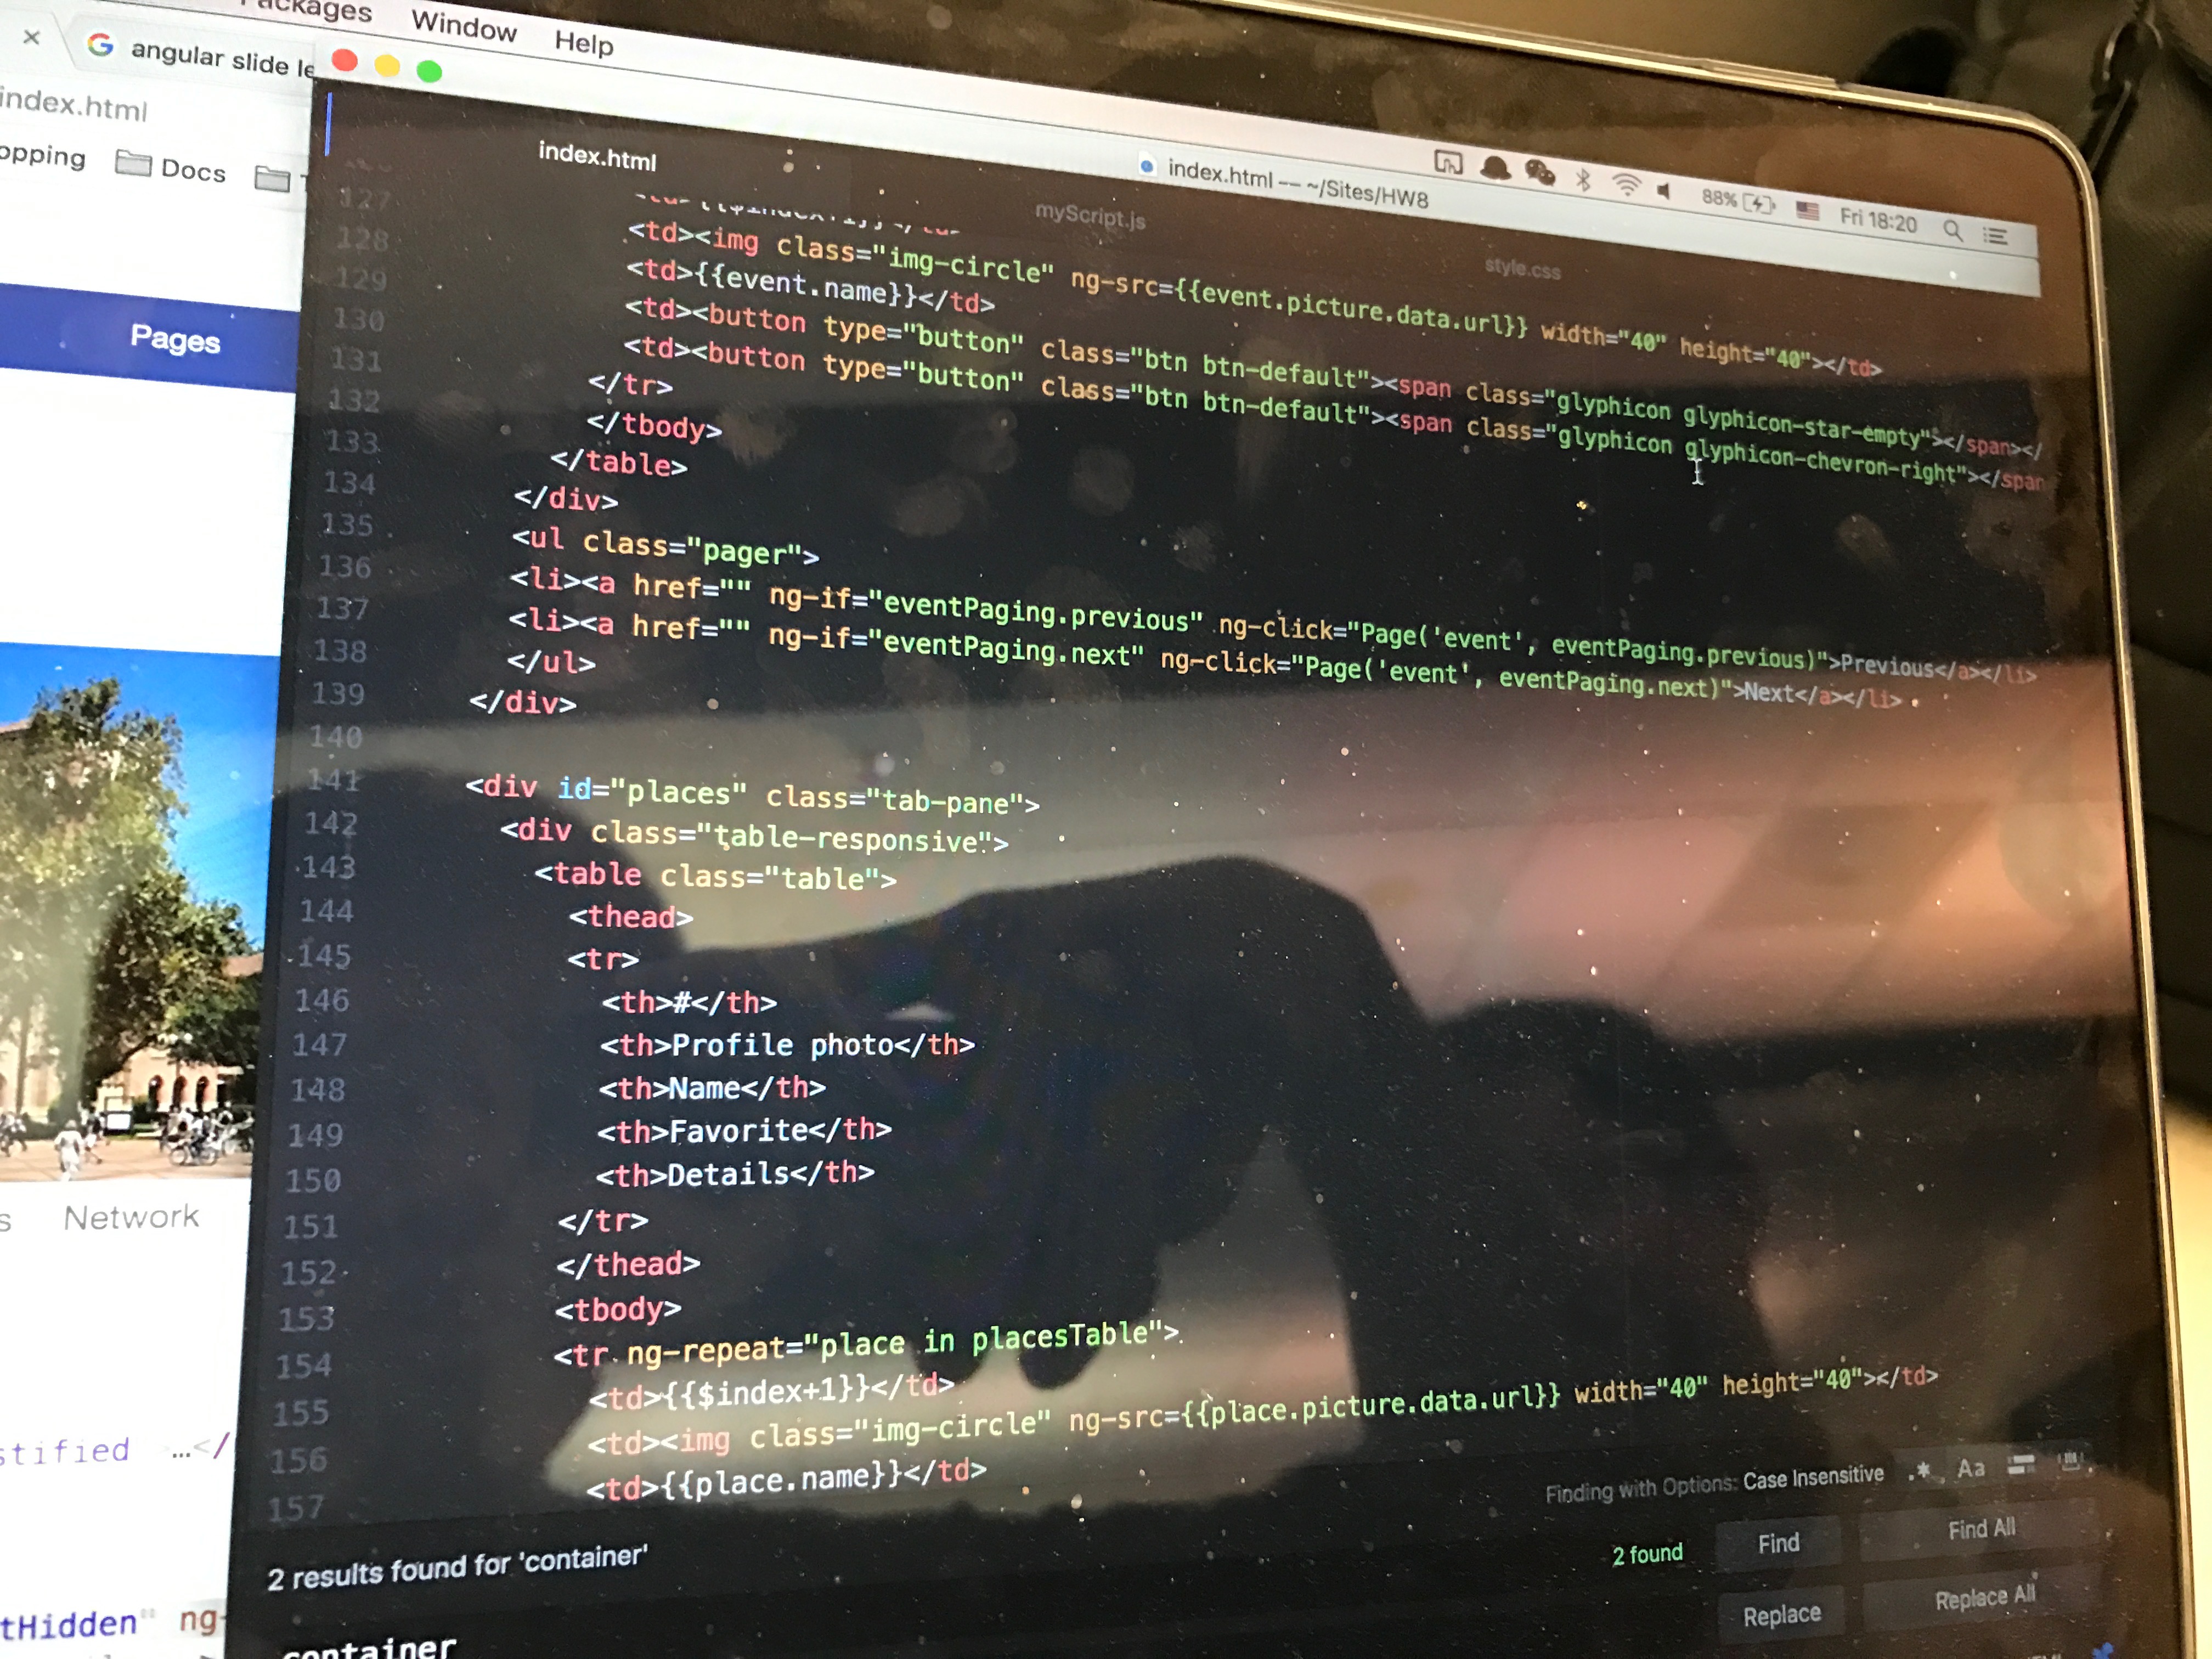 Window Help
angular slide
index.html
Docs
Pages
Network
88%
Fri 18:20
index.html — ~/Sites/HW8
index.html
myScript.js
style.css
127
128 <td><img class="img-circle" ng-src={{event.picture.data.url}} width="40" height="40"></td>
129 <td>{{event.name}}</td>
130 <td><button type="button" class="btn btn-default"><span class="glyphicon glyphicon-star-empty"></span></
131 <td><button type="button" class="btn btn-default"><span class="glyphicon glyphicon-chevron-right"></span
132 </tr>
133 </tbody>
134 </table>
135 </div>
136 <ul class="pager">
137 <li><a href="" ng-if="eventPaging.previous" ng-click="Page('event', eventPaging.previous)">Previous</a></li>
138 <li><a href="" ng-if="eventPaging.next" ng-click="Page('event', eventPaging.next)">Next</a></li>
139 </ul>
140 </div>
141
142 <div id="places" class="tab-pane">
143 <div class="table-responsive">
144 <table class="table">
145 <thead>
146 <tr>
147 <th>#</th>
148 <th>Profile photo</th>
149 <th>Name</th>
150 <th>Favorite</th>
151 <th>Details</th>
152 </tr>
153 </thead>
154 <tbody>
155 <tr ng-repeat="place in placesTable">
156 <td>{{$index+1}}</td>
157 <td><img class="img-circle" ng-src={{place.picture.data.url}} width="40" height="40"></td>
<td>{{place.name}}</td>
Finding with Options: Case Insensitive
.* Aa
2 results found for 'container'
2 found
Find
Find All
Replace
Replace All
container